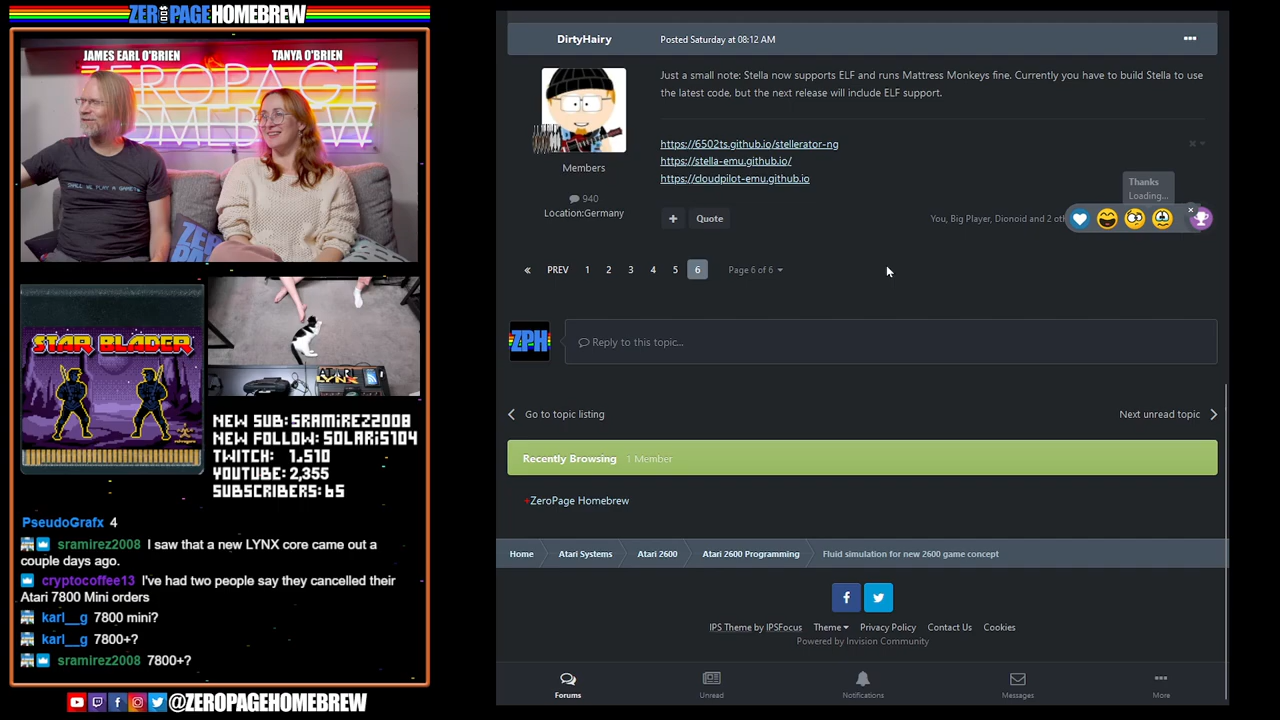 ZEROPAGE HOMEBREW
JAMES EARL O'BRIEN
TANYA O'BRIEN
ZEROPAGE
HOMEBREW
SHALL WE PLAY A GAME?
STAR BLADER
ATARI
LYNX
NEW SUB: SRAMIREZ2008
NEW FOLLOW: SOLARIS104
TWITCH: 1,510
YOUTUBE: 2,355
SUBSCRIBERS: 65
PseudoGrafx 4
sramirez2008 I saw that a new LYNX core came out a
couple days ago.
cryptocoffee13 I've had two people say they cancelled their
Atari 7800 Mini orders
karl__g 7800 mini?
karl__g 7800+?
sramirez2008 7800+?
@ZEROPAGEHOMEBREW
DirtyHairy
Posted Saturday at 08:12 AM
Just a small note: Stella now supports ELF and runs Mattress Monkeys fine. Currently you have to build Stella to use
the latest code, but the next release will include ELF support.
https://6502ts.github.io/stellerator-ng
https://stella-emu.github.io/
https://cloudpilot-emu.github.io
Members
940
Location:Germany
Thanks
Loading...
+ Quote
You, Big Player, Dionoid and 2 oth
« PREV 1 2 3 4 5 6 Page 6 of 6
ZPH
Reply to this topic...
Go to topic listing
Next unread topic
Recently Browsing 1 Member
+ZeroPage Homebrew
Home Atari Systems Atari 2600 Atari 2600 Programming Fluid simulation for new 2600 game concept
IPS Theme by IPSFocus Theme Privacy Policy Contact Us Cookies
Powered by Invision Community
Forums Unread Notifications Messages More